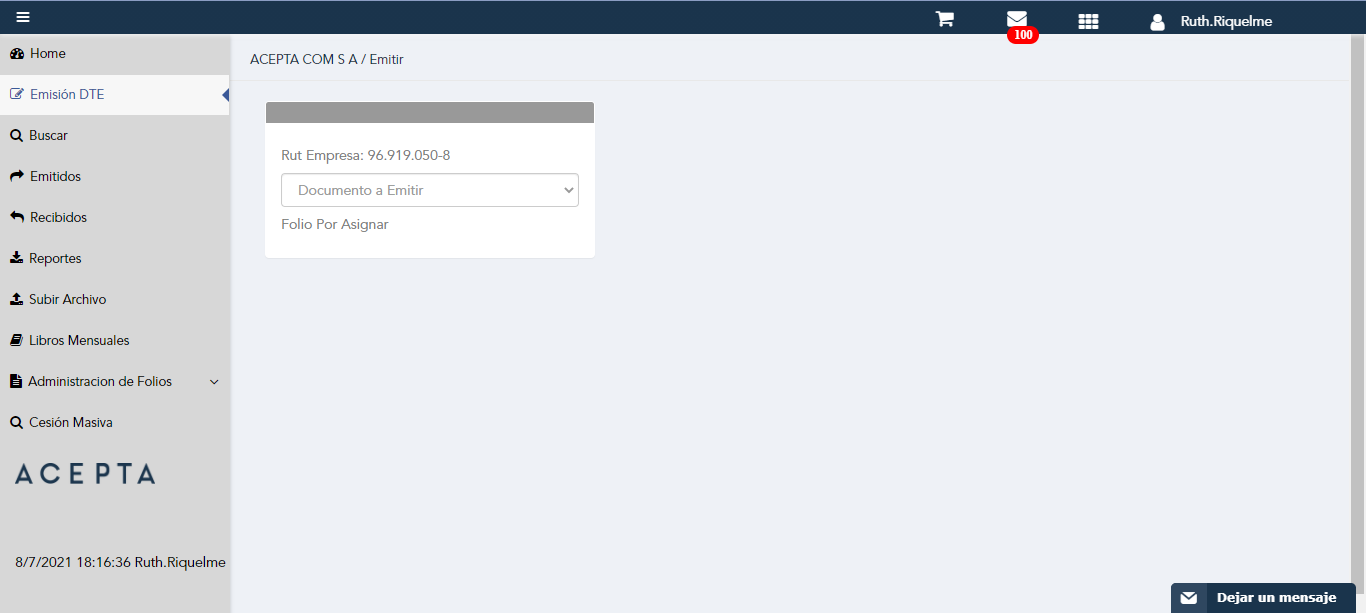 100
Ruth.Riquelme
Home
ACEPTA COM S A / Emitir
Emisión DTE
Buscar
Rut Empresa: 96.919.050-8
Emitidos
Documento a Emitir
Recibidos
Folio Por Asignar
Reportes
Subir Archivo
Libros Mensuales
Administracion de Folios
Cesión Masiva
ACEPTA
8/7/2021 18:16:36 Ruth.Riquelme
Dejar un mensaje